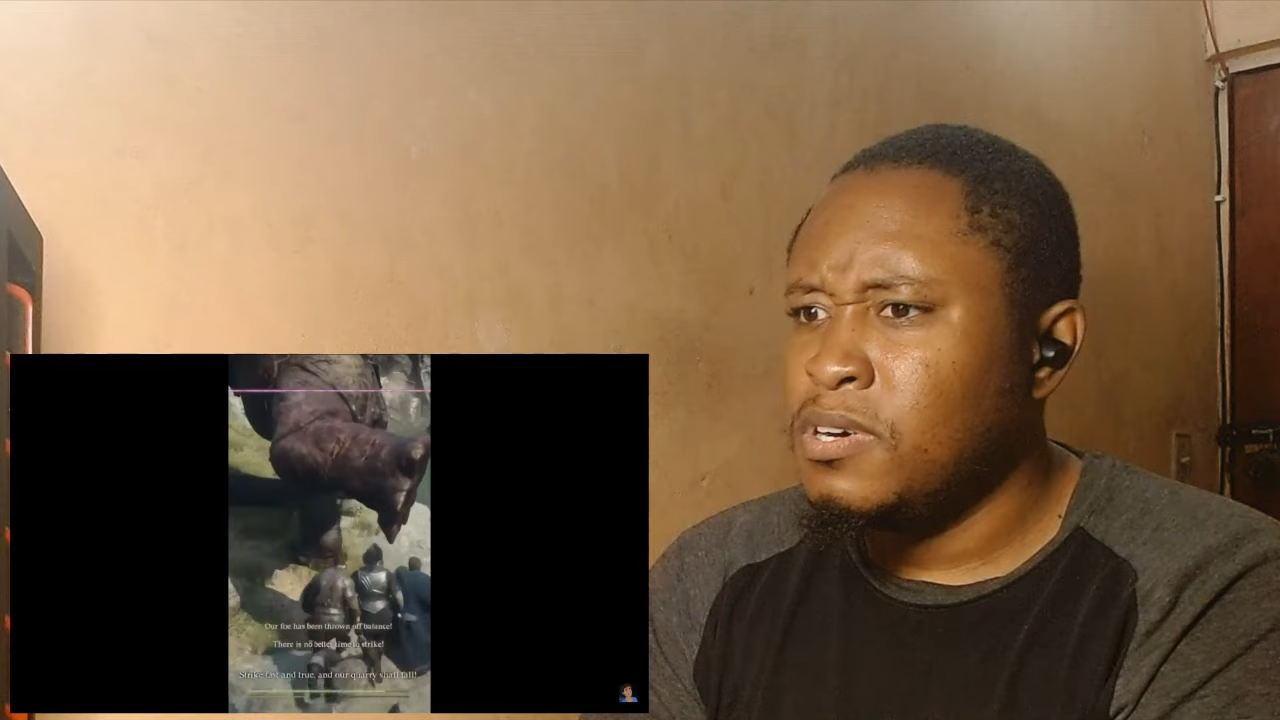 Our foe has been thrown off balance!
There is no better time to strike!
Strike fast and true, and our quarry shall fall!